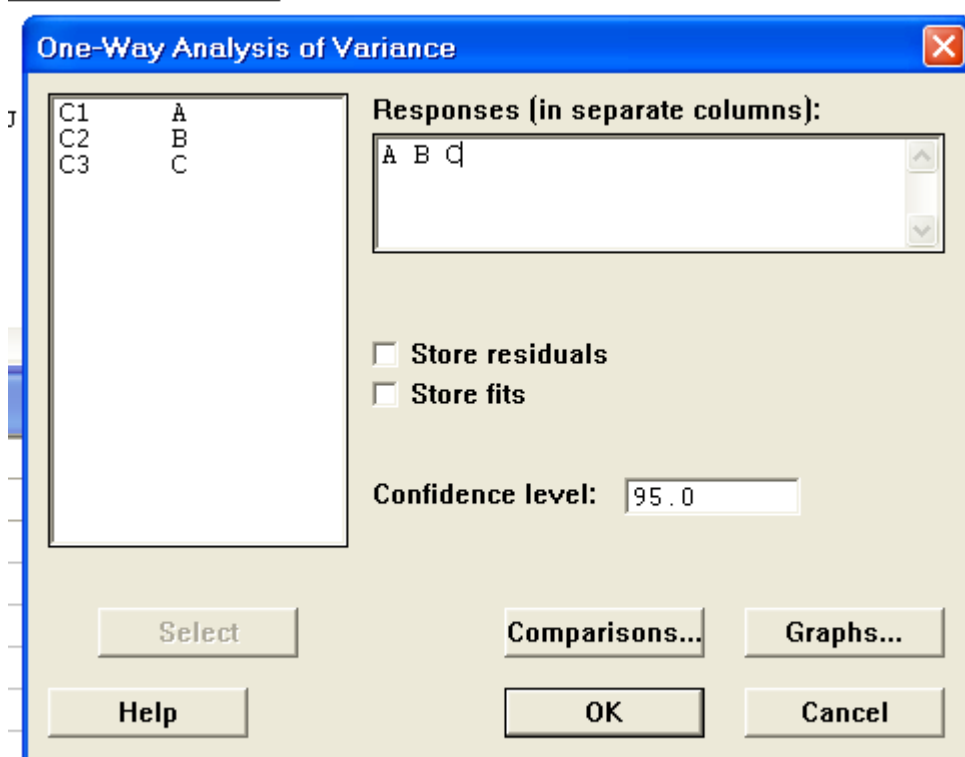 One-Way Analysis of Variance
C1 A
C2 B
C3 C
Responses (in separate columns):
A B C
Store residuals
Store fits
Confidence level: 95.0
Select
Comparisons...
Graphs...
Help
OK
Cancel